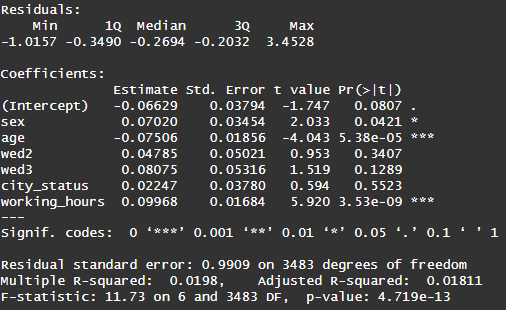 Residuals:
    Min      1Q  Median      3Q     Max
-1.0157 -0.3490 -0.2694 -0.2032  3.4528

Coefficients:
              Estimate Std. Error t value Pr(>|t|)
(Intercept)   -0.06629    0.03794  -1.747   0.0807 .
sex            0.07020    0.03454   2.033   0.0421 *
age           -0.07506    0.01856  -4.043 5.38e-05 ***
wed2           0.04785    0.05021   0.953   0.3407
wed3           0.08075    0.05316   1.519   0.1289
city_status    0.02247    0.03780   0.594   0.5523
working_hours  0.09968    0.01684   5.920 3.53e-09 ***
---
Signif. codes:  0 ‘***’ 0.001 ‘**’ 0.01 ‘*’ 0.05 ‘.’ 0.1 ‘ ’ 1

Residual standard error: 0.9909 on 3483 degrees of freedom
Multiple R-squared:  0.0198,	Adjusted R-squared:  0.01811
F-statistic: 11.73 on 6 and 3483 DF,  p-value: 4.719e-13